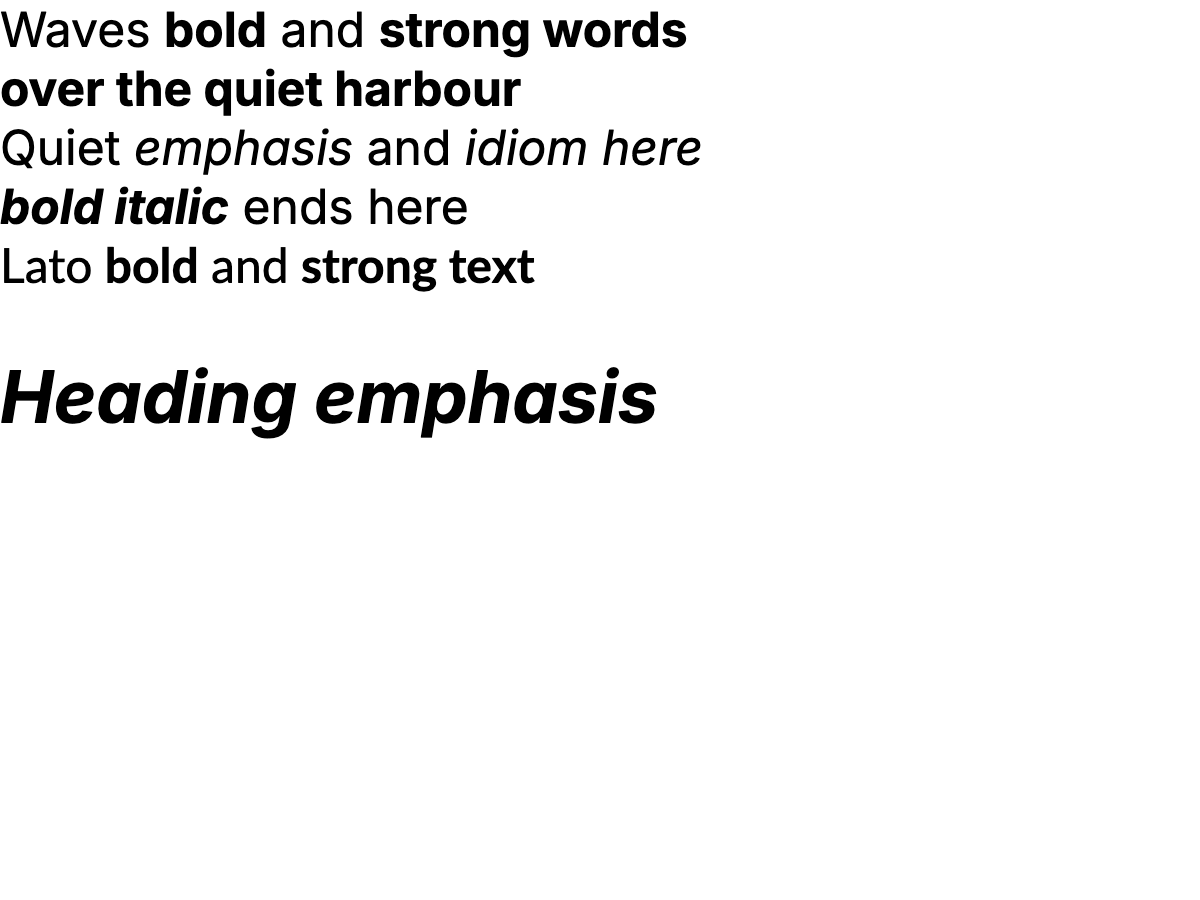 Waves bold and strong words
over the quiet harbour
Quiet emphasis and idiom here
bold italic ends here
Lato bold and strong text
Heading emphasis